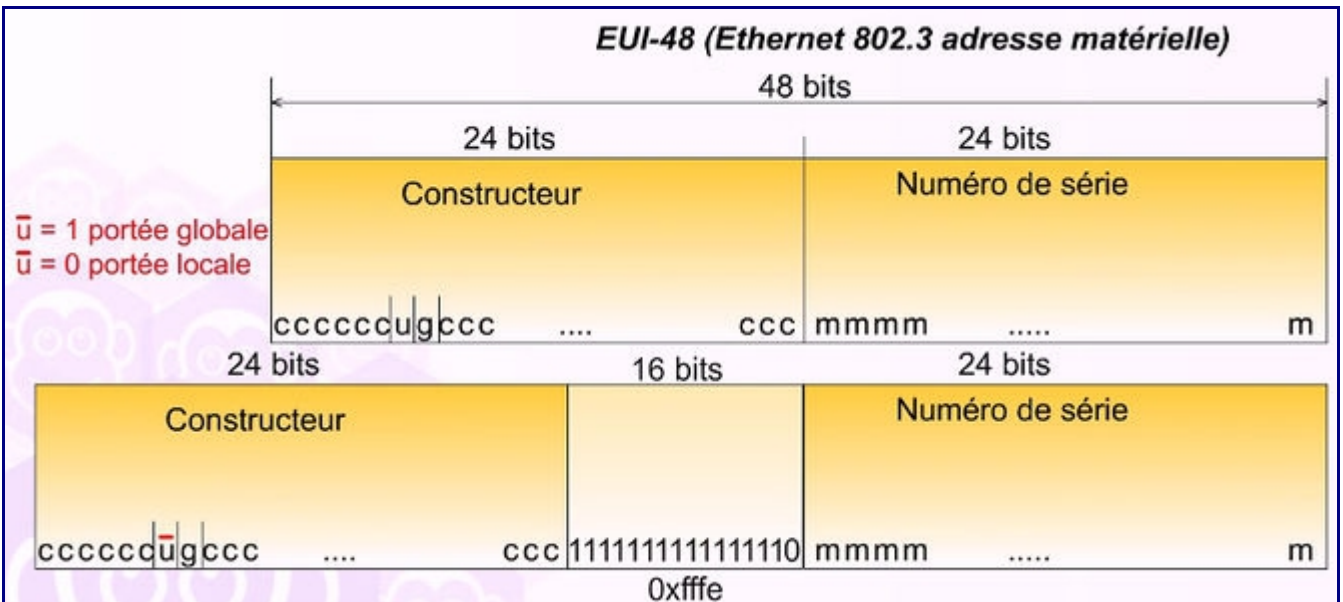 EUI-48 (Ethernet 802.3 adresse matérielle)
48 bits
24 bits 24 bits
Constructeur Numéro de série
ū = 1 portée globale
ū = 0 portée locale
ccccccugccc .... ccc mmmm ..... m
24 bits 16 bits 24 bits
Constructeur Numéro de série
ccccccūgccc .... ccc 1111111111111110 mmmm ..... m
0xfffe